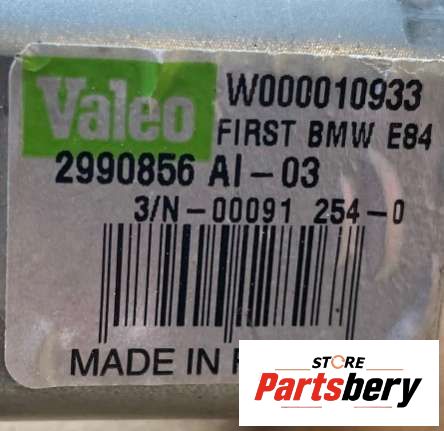 Valeo
W000010933
FIRST BMW E84
2990856 AI-03
3/N-00091 254-0
MADE IN
STORE
Partsbery